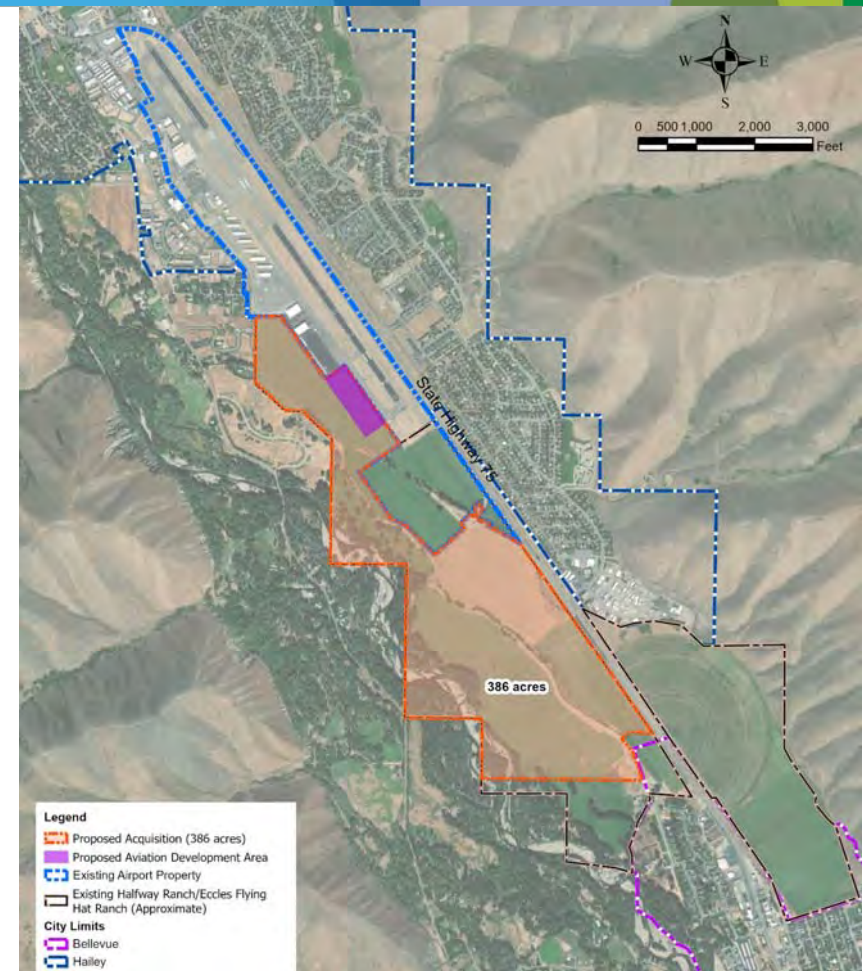 N
W E
S
0 500 1,000 2,000 3,000
Feet
State Highway 75
386 acres
Legend
Proposed Acquisition (386 acres)
Proposed Aviation Development Area
Existing Airport Property
Existing Halfway Ranch/Eccles Flying
Hat Ranch (Approximate)
City Limits
Bellevue
Hailey